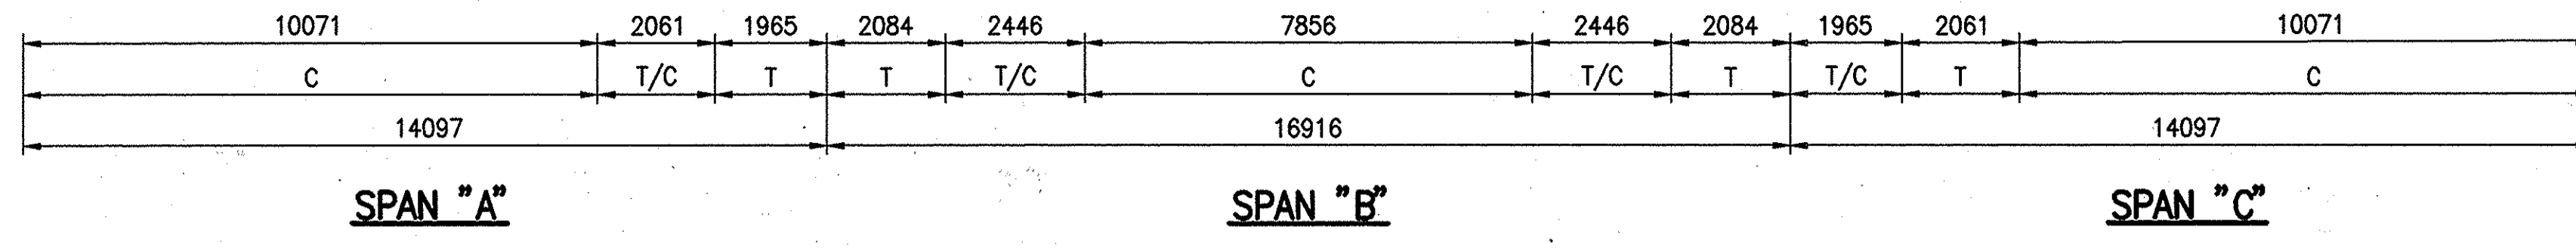 10071 2061 1965 2084 2446 7856 2446 2084 1965 2061 10071
C T/C T T T/C C T/C T T/C T C
14097 16916 14097
SPAN "A" SPAN "B" SPAN "C"